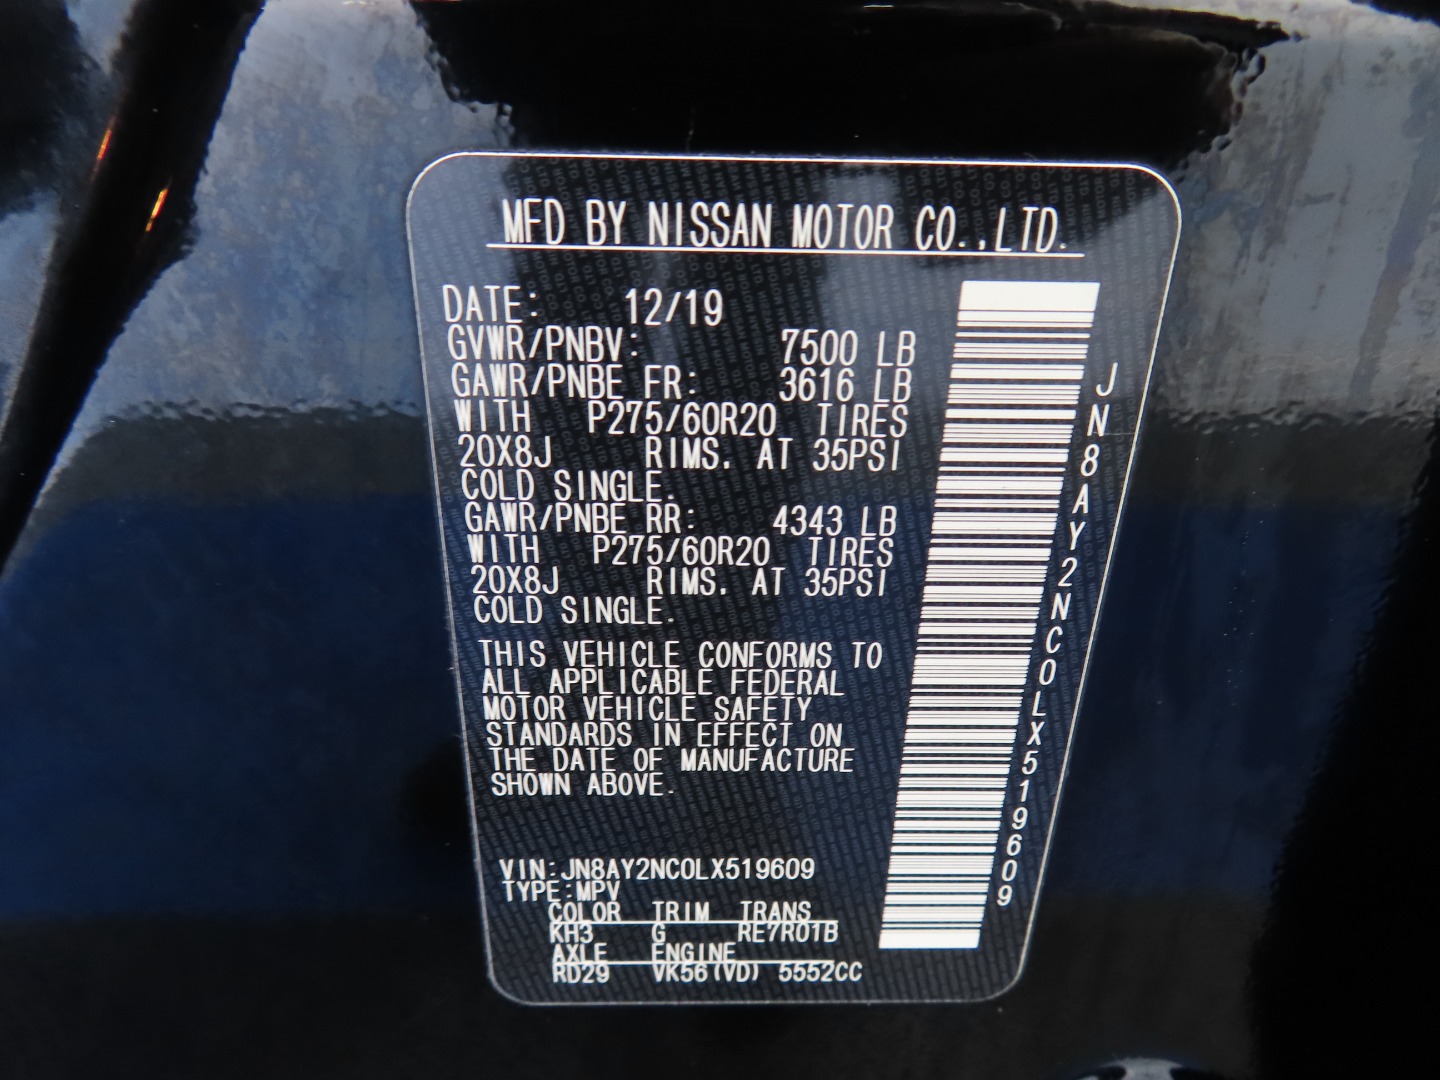 MFD BY NISSAN MOTOR CO.,LTD.
DATE: 12/19
GVWR/PNBV: 7500 LB
GAWR/PNBE FR: 3616 LB
WITH P275/60R20 TIRES
20X8J RIMS. AT 35PSI
COLD SINGLE.
GAWR/PNBE RR: 4343 LB
WITH P275/60R20 TIRES
20X8J RIMS. AT 35PSI
COLD SINGLE.
THIS VEHICLE CONFORMS TO
ALL APPLICABLE FEDERAL
MOTOR VEHICLE SAFETY
STANDARDS IN EFFECT ON
THE DATE OF MANUFACTURE
SHOWN ABOVE.
VIN:JN8AY2NC0LX519609
TYPE:MPV
COLOR TRIM TRANS
KH3 G RE7R01B
AXLE ENGINE
RD29 VK56(VD) 5552CC
JN8AY2NC0LX519609